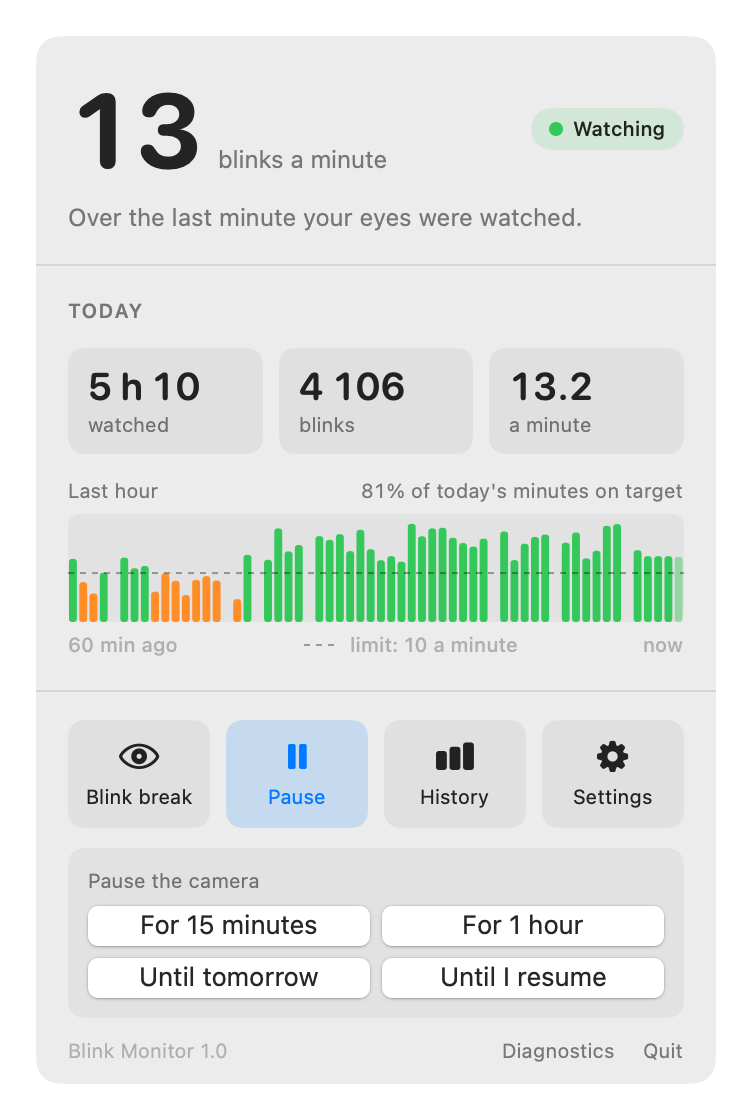 13 blinks a minute
Watching
Over the last minute your eyes were watched.
TODAY
5 h 10
watched
4 106
blinks
13.2
a minute
Last hour
81% of today's minutes on target
60 min ago
limit: 10 a minute
now
Blink break
Pause
History
Settings
Pause the camera
For 15 minutes
For 1 hour
Until tomorrow
Until I resume
Blink Monitor 1.0
Diagnostics
Quit